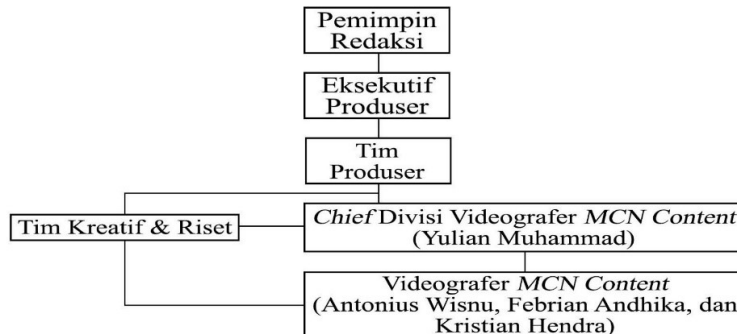 Pemimpin
Redaksi
Eksekutif
Produser
Tim
Produser
Tim Kreatif & Riset
Chief Divisi Videografer MCN Content
(Yulian Muhammad)
Videografer MCN Content
(Antonius Wisnu, Febrian Andhika, dan
Kristian Hendra)